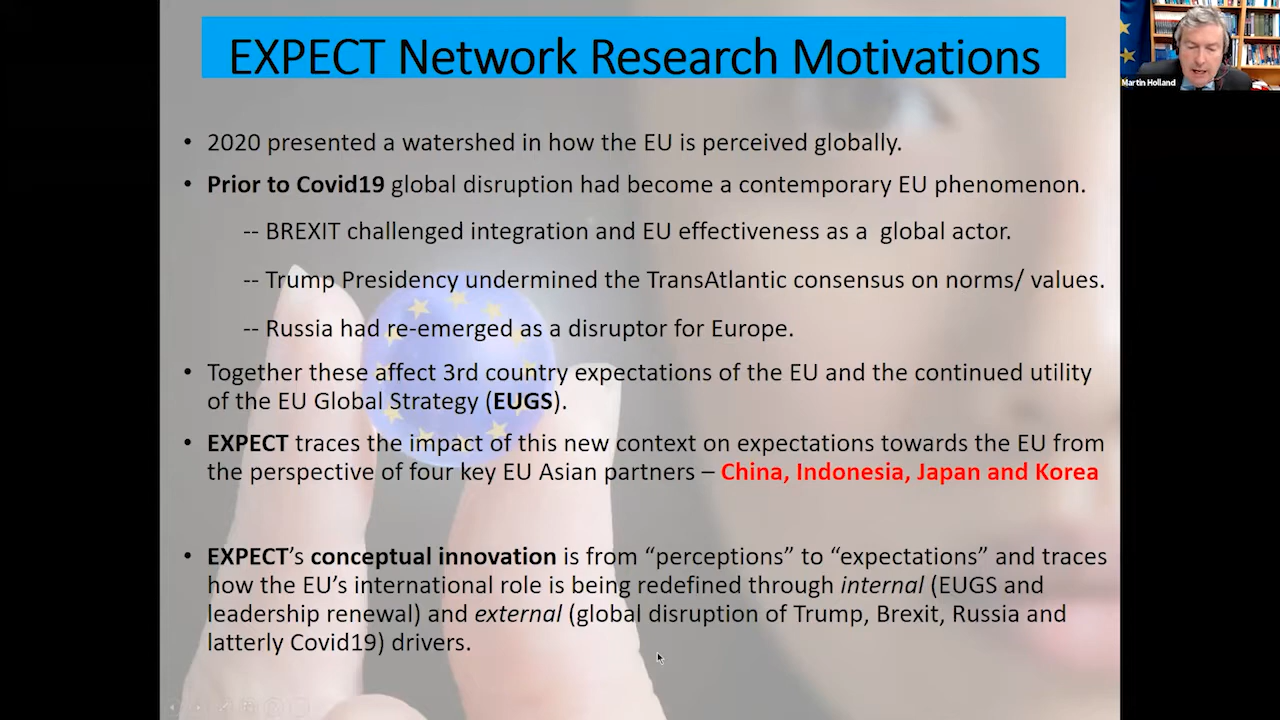 EXPECT Network Research Motivations
Martin Holland
• 2020 presented a watershed in how the EU is perceived globally.
• Prior to Covid19 global disruption had become a contemporary EU phenomenon.
-- BREXIT challenged integration and EU effectiveness as a global actor.
-- Trump Presidency undermined the TransAtlantic consensus on norms/ values.
-- Russia had re-emerged as a disruptor for Europe.
• Together these affect 3rd country expectations of the EU and the continued utility
of the EU Global Strategy (EUGS).
• EXPECT traces the impact of this new context on expectations towards the EU from
the perspective of four key EU Asian partners – China, Indonesia, Japan and Korea
• EXPECT’s conceptual innovation is from “perceptions” to “expectations” and traces
how the EU’s international role is being redefined through internal (EUGS and
leadership renewal) and external (global disruption of Trump, Brexit, Russia and
latterly Covid19) drivers.